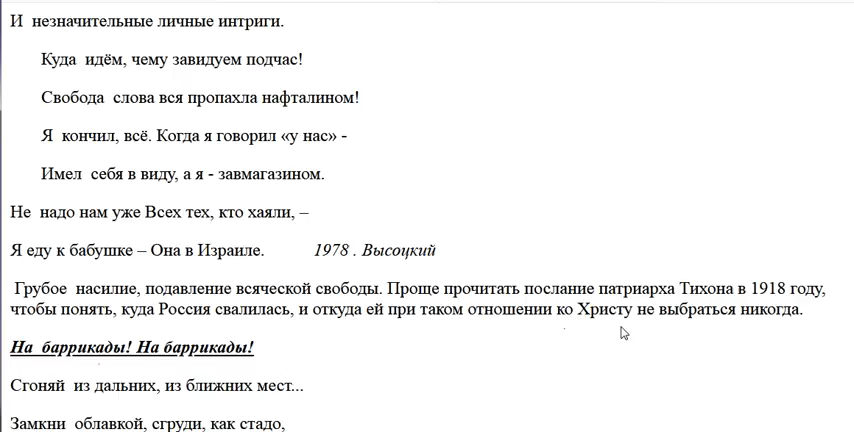 И незначительные личные интриги.
Куда идём, чему завидуем подчас!
Свобода слова вся пропахла нафталином!
Я кончил, всё. Когда я говорил «у нас» -
Имел себя в виду, а я - завмагазином.
Не надо нам уже Всех тех, кто хаяли, –
Я еду к бабушке – Она в Израиле. 1978 . Высоцкий
Грубое насилие, подавление всяческой свободы. Проще прочитать послание патриарха Тихона в 1918 году,
чтобы понять, куда Россия свалилась, и откуда ей при таком отношении ко Христу не выбраться никогда.
На баррикады! На баррикады!
Сгоняй из дальних, из ближних мест...
Замкни облавкой, сгруди, как стадо,